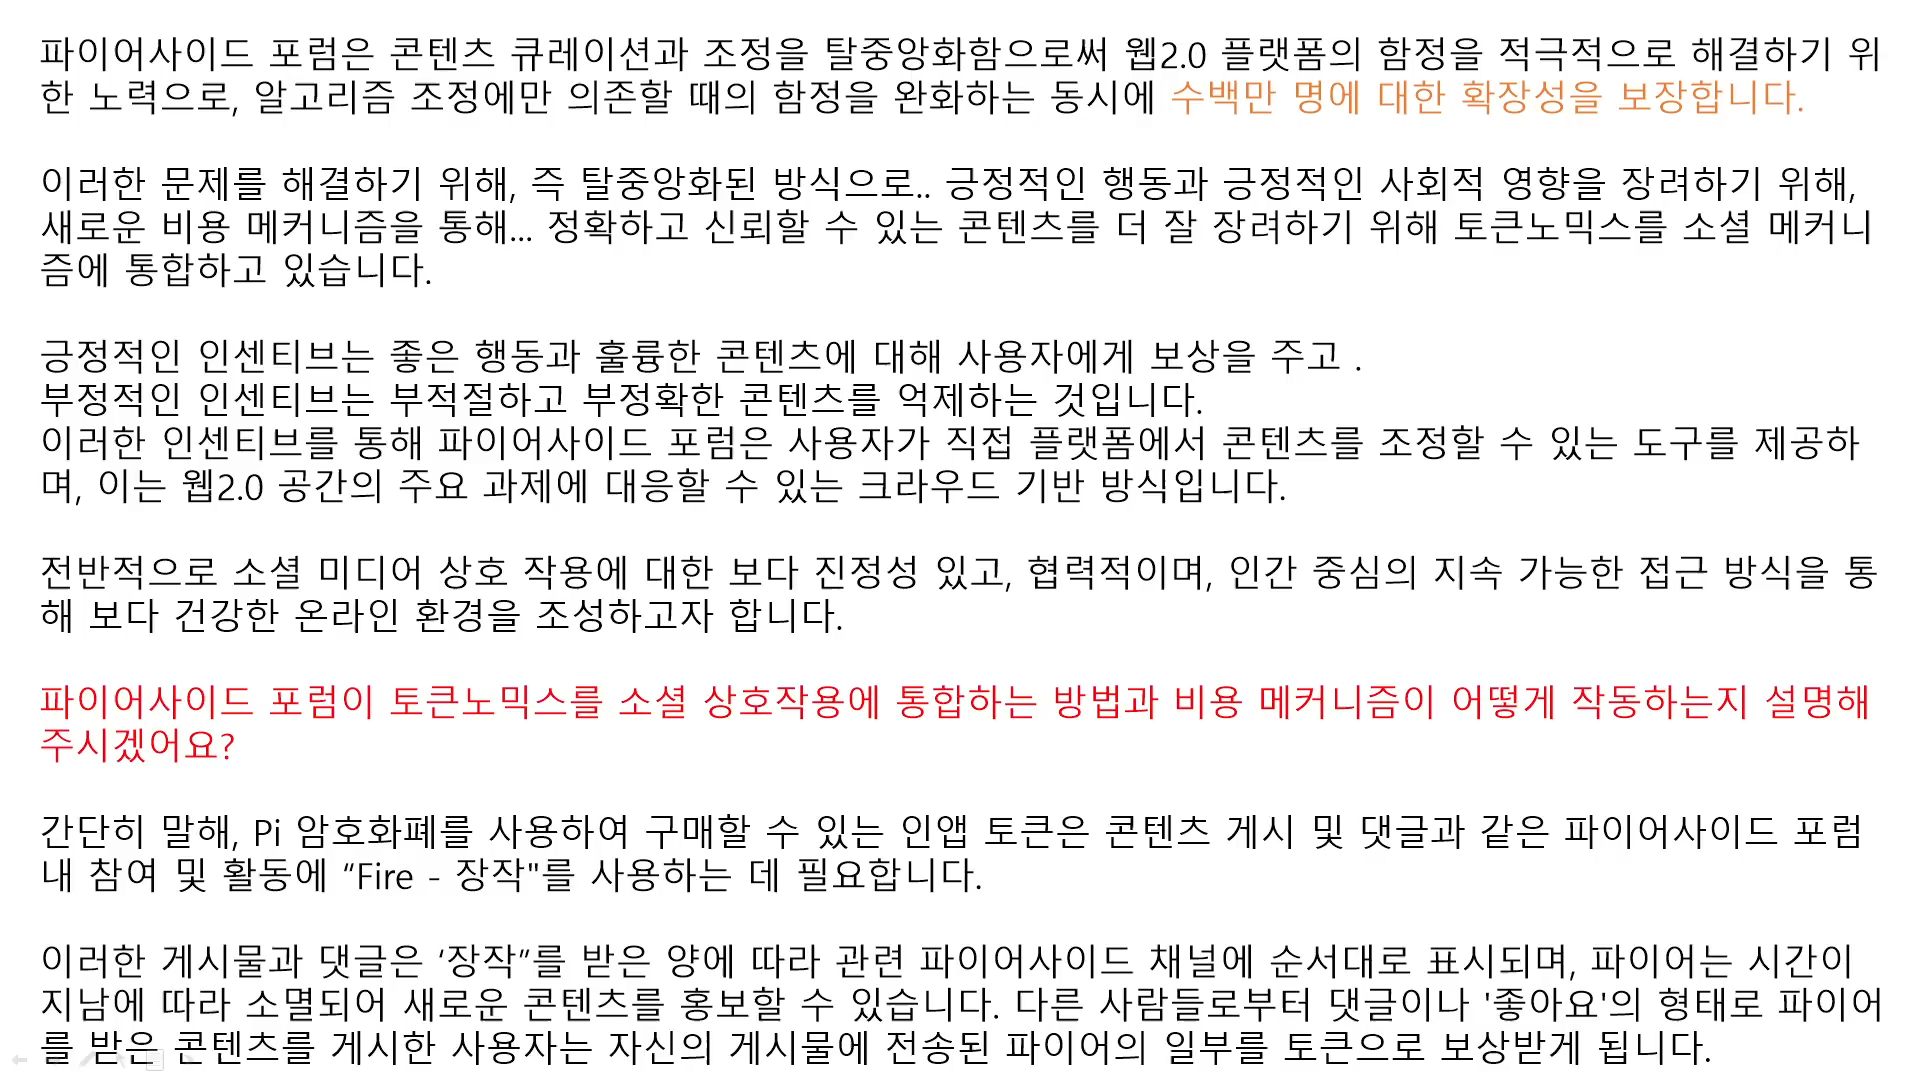 파이어사이드 포럼은 콘텐츠 큐레이션과 조정을 탈중앙화함으로써 웹2.0 플랫폼의 함정을 적극적으로 해결하기 위
한 노력으로, 알고리즘 조정에만 의존할 때의 함정을 완화하는 동시에 수백만 명에 대한 확장성을 보장합니다.
이러한 문제를 해결하기 위해, 즉 탈중앙화된 방식으로.. 긍정적인 행동과 긍정적인 사회적 영향을 장려하기 위해,
새로운 비용 메커니즘을 통해... 정확하고 신뢰할 수 있는 콘텐츠를 더 잘 장려하기 위해 토큰노믹스를 소셜 메커니
즘에 통합하고 있습니다.
긍정적인 인센티브는 좋은 행동과 훌륭한 콘텐츠에 대해 사용자에게 보상을 주고 .
부정적인 인센티브는 부적절하고 부정확한 콘텐츠를 억제하는 것입니다.
이러한 인센티브를 통해 파이어사이드 포럼은 사용자가 직접 플랫폼에서 콘텐츠를 조정할 수 있는 도구를 제공하
며, 이는 웹2.0 공간의 주요 과제에 대응할 수 있는 크라우드 기반 방식입니다.
전반적으로 소셜 미디어 상호 작용에 대한 보다 진정성 있고, 협력적이며, 인간 중심의 지속 가능한 접근 방식을 통
해 보다 건강한 온라인 환경을 조성하고자 합니다.
파이어사이드 포럼이 토큰노믹스를 소셜 상호작용에 통합하는 방법과 비용 메커니즘이 어떻게 작동하는지 설명해
주시겠어요?
간단히 말해, Pi 암호화폐를 사용하여 구매할 수 있는 인앱 토큰은 콘텐츠 게시 및 댓글과 같은 파이어사이드 포럼
내 참여 및 활동에 “Fire - 장작"를 사용하는 데 필요합니다.
이러한 게시물과 댓글은 ‘장작”를 받은 양에 따라 관련 파이어사이드 채널에 순서대로 표시되며, 파이어는 시간이
지남에 따라 소멸되어 새로운 콘텐츠를 홍보할 수 있습니다. 다른 사람들로부터 댓글이나 '좋아요'의 형태로 파이어
를 받은 콘텐츠를 게시한 사용자는 자신의 게시물에 전송된 파이어의 일부를 토큰으로 보상받게 됩니다.